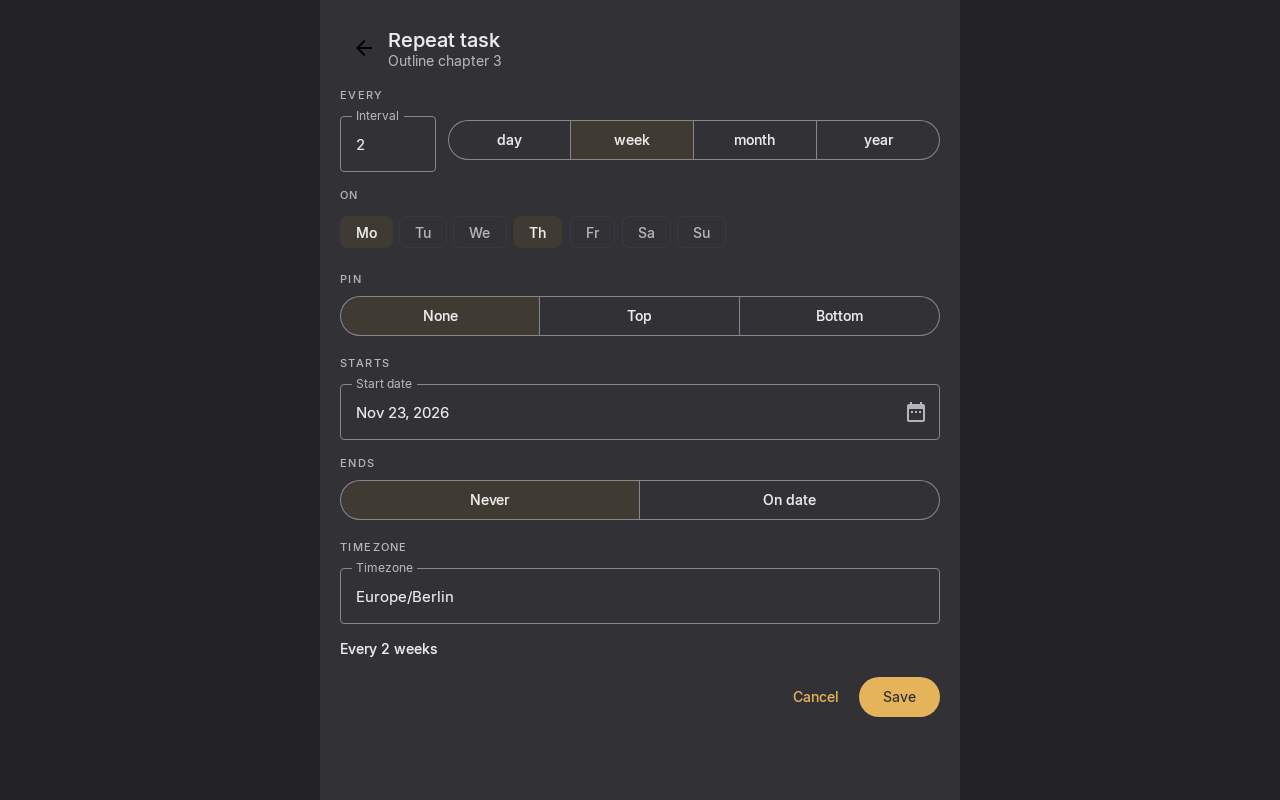 Repeat task
Outline chapter 3
EVERY
Interval
2
day week month year
ON
Mo Tu We Th Fr Sa Su
PIN
None Top Bottom
STARTS
Start date
Nov 23, 2026
ENDS
Never On date
TIMEZONE
Timezone
Europe/Berlin
Every 2 weeks
Cancel Save